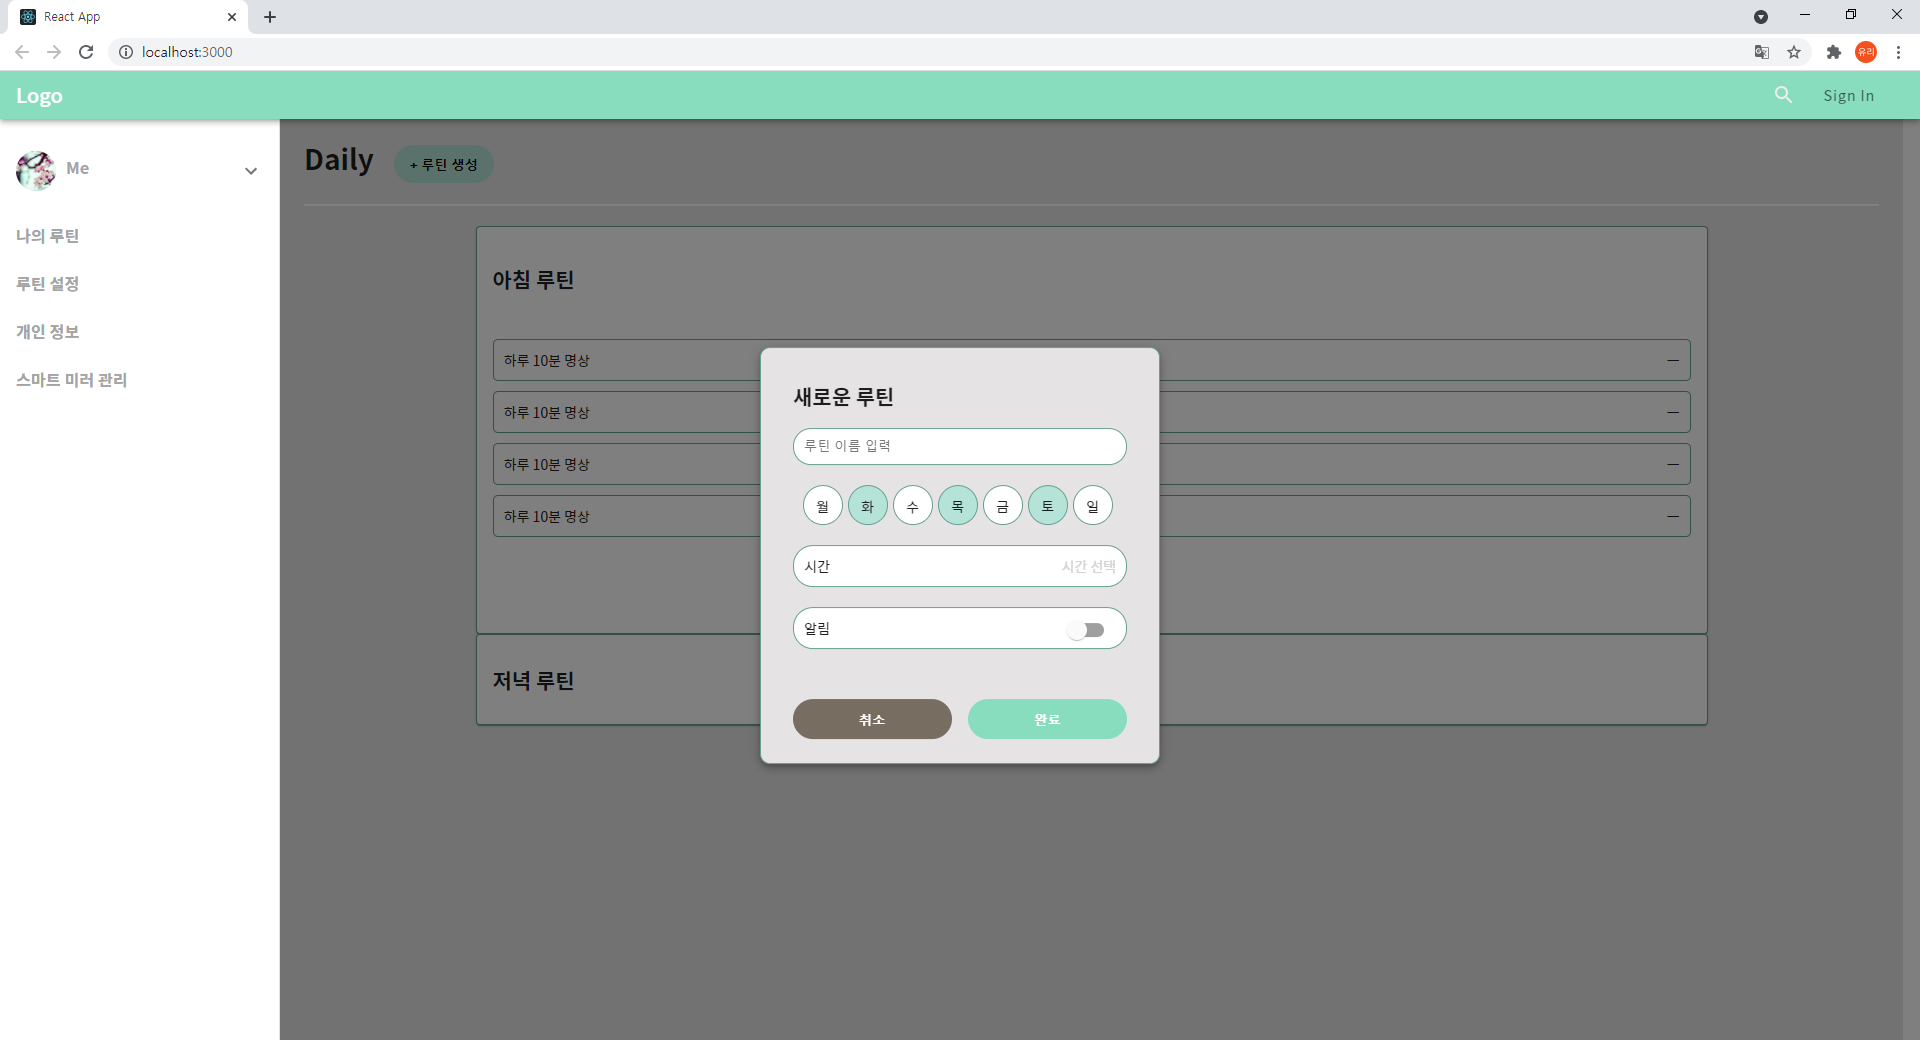 React App
localhost:3000
유리
Logo
Sign In
Me
나의 루틴
루틴 설정
개인 정보
스마트 미러 관리
Daily
+ 루틴 생성
아침 루틴
하루 10분 명상
하루 10분 명상
하루 10분 명상
하루 10분 명상
저녁 루틴
새로운 루틴
루틴 이름 입력
월 화 수 목 금 토 일
시간 시간 선택
알림
취소 완료